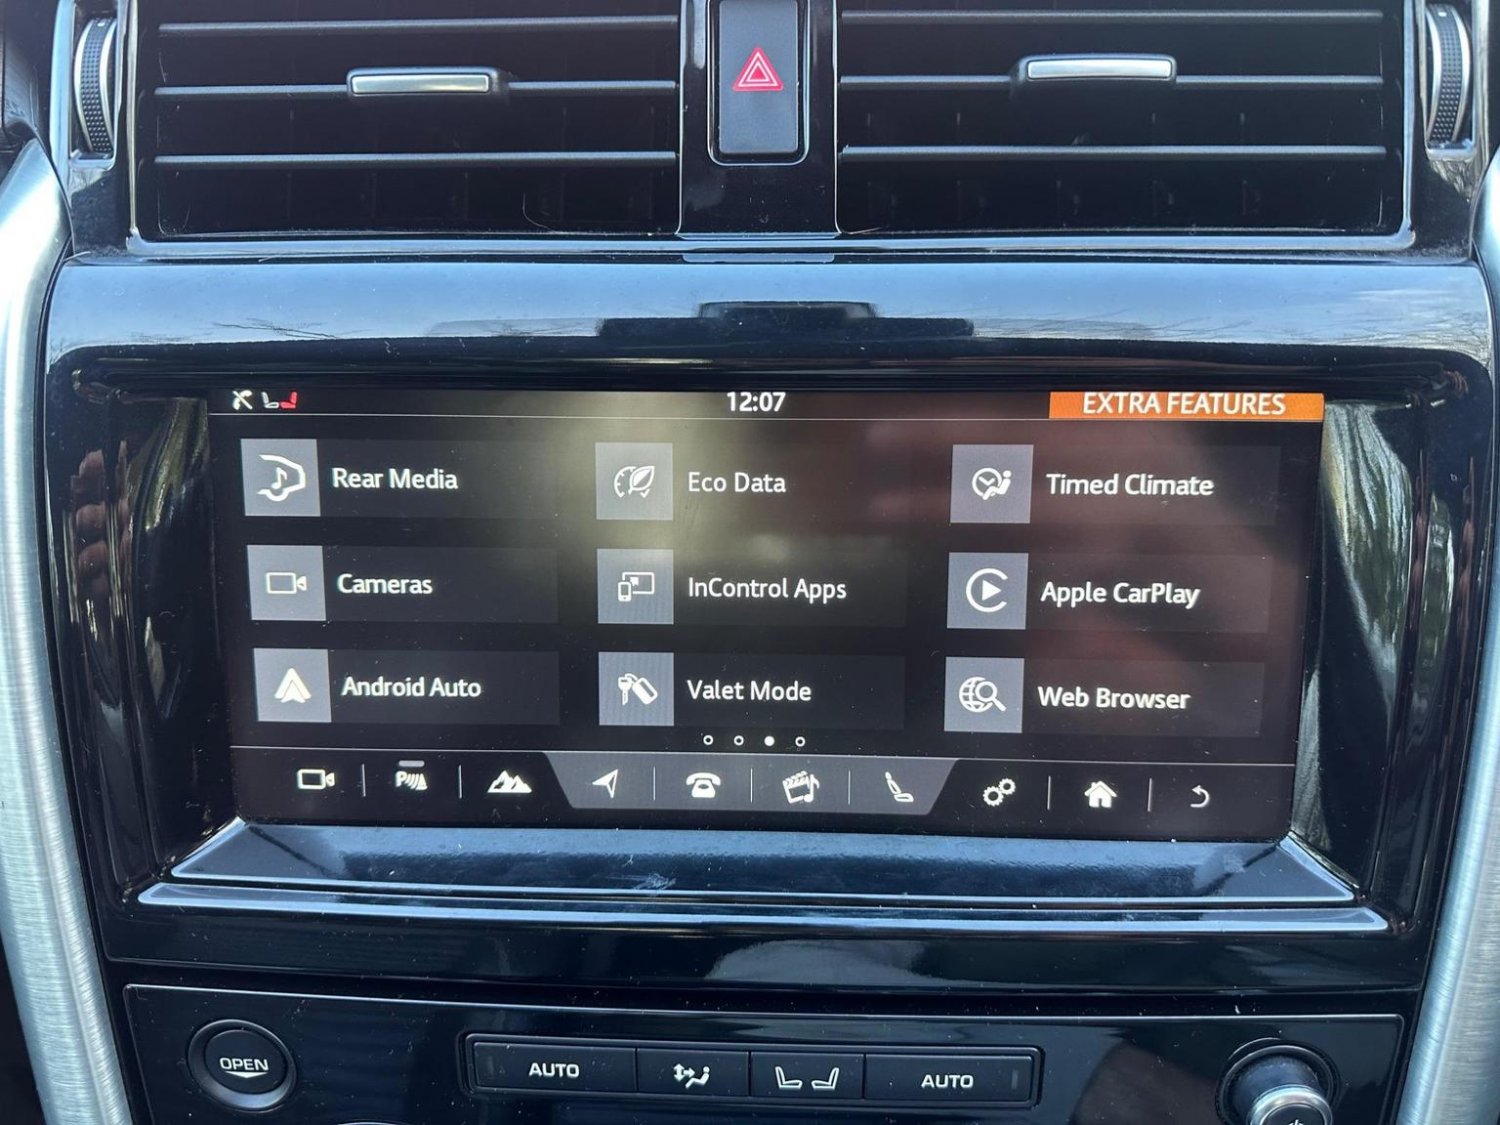 12:07
EXTRA FEATURES
Rear Media
Eco Data
Timed Climate
Cameras
InControl Apps
Apple CarPlay
Android Auto
Valet Mode
Web Browser
P
OPEN
AUTO
AUTO